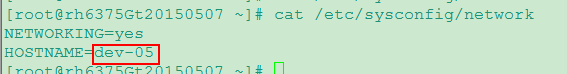 [root@rh6375Gt20150507 ~]# cat /etc/sysconfig/network
NETWORKING=yes
HOSTNAME=dev-05
[root@rh6375Gt20150507 ~]#